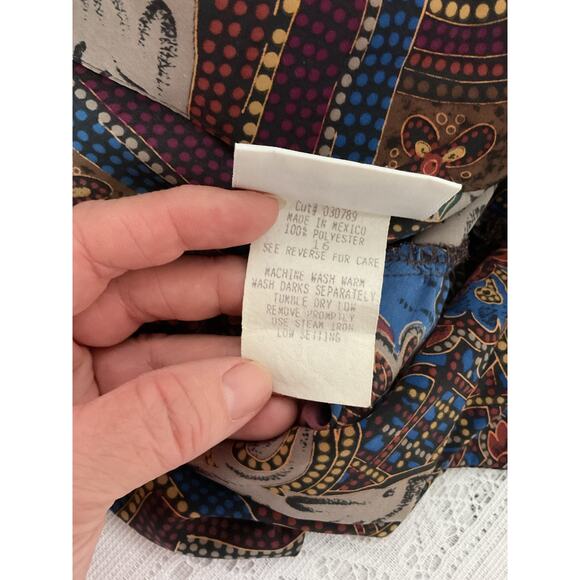 Cut# 030789
MADE IN MEXICO
100% POLYESTER
16
SEE REVERSE FOR CARE
MACHINE WASH WARM
WASH DARKS SEPARATELY
TUMBLE DRY LOW
REMOVE PROMPTLY
USE STEAM IRON
LOW SETTING